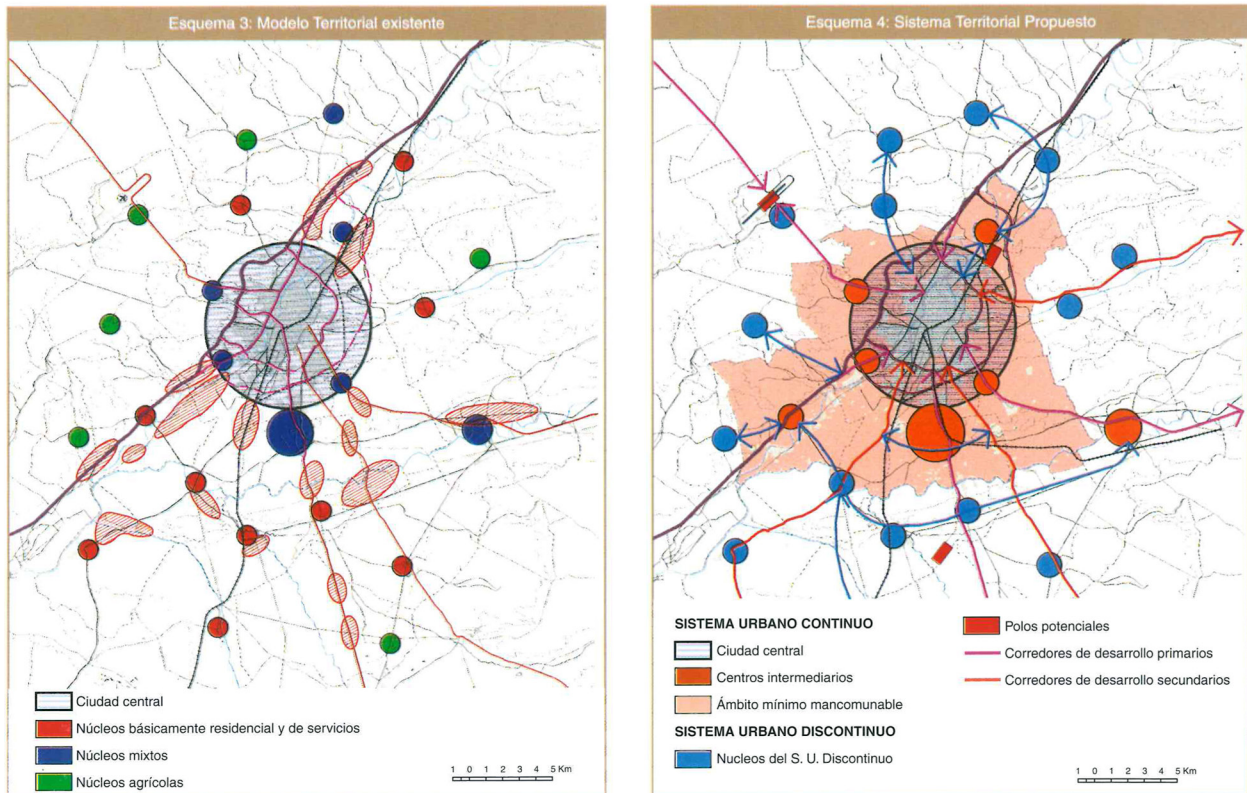 Esquema 3: Modelo Territorial existente
Ciudad central
Núcleos básicamente residencial y de servicios
Núcleos mixtos
Núcleos agrícolas
1 0 1 2 3 4 5 Km
Esquema 4: Sistema Territorial Propuesto
SISTEMA URBANO CONTINUO
Ciudad central
Centros intermediarios
Ámbito mínimo mancomunable
SISTEMA URBANO DISCONTINUO
Nucleos del S. U. Discontinuo
Polos potenciales
Corredores de desarrollo primarios
Corredores de desarrollo secundarios
1 0 1 2 3 4 5 Km